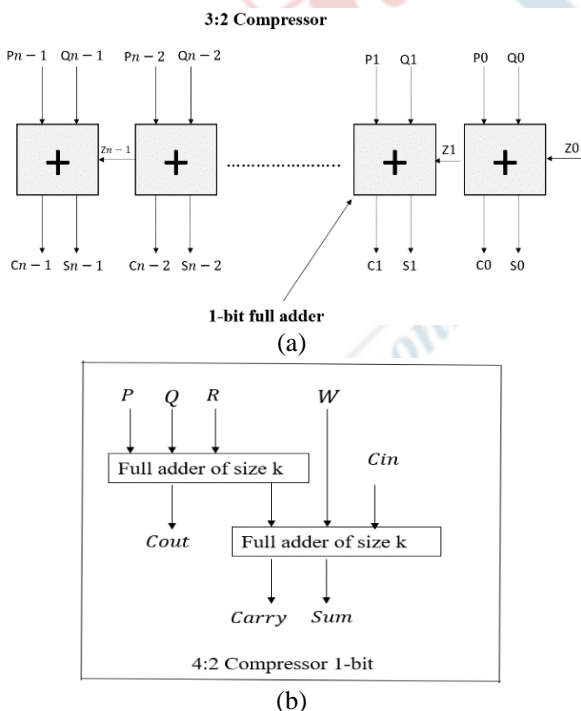 3:2 Compressor
Pn − 1 Qn − 1 Pn − 2 Qn − 2 P1 Q1 P0 Q0
+ Zn − 1 + ........................ + Z1 + Z0
Cn − 1 Sn − 1 Cn − 2 Sn − 2 C1 S1 C0 S0
1-bit full adder
(a)
P Q R W
Full adder of size k Cin
Cout Full adder of size k
Carry Sum
4:2 Compressor 1-bit
(b)